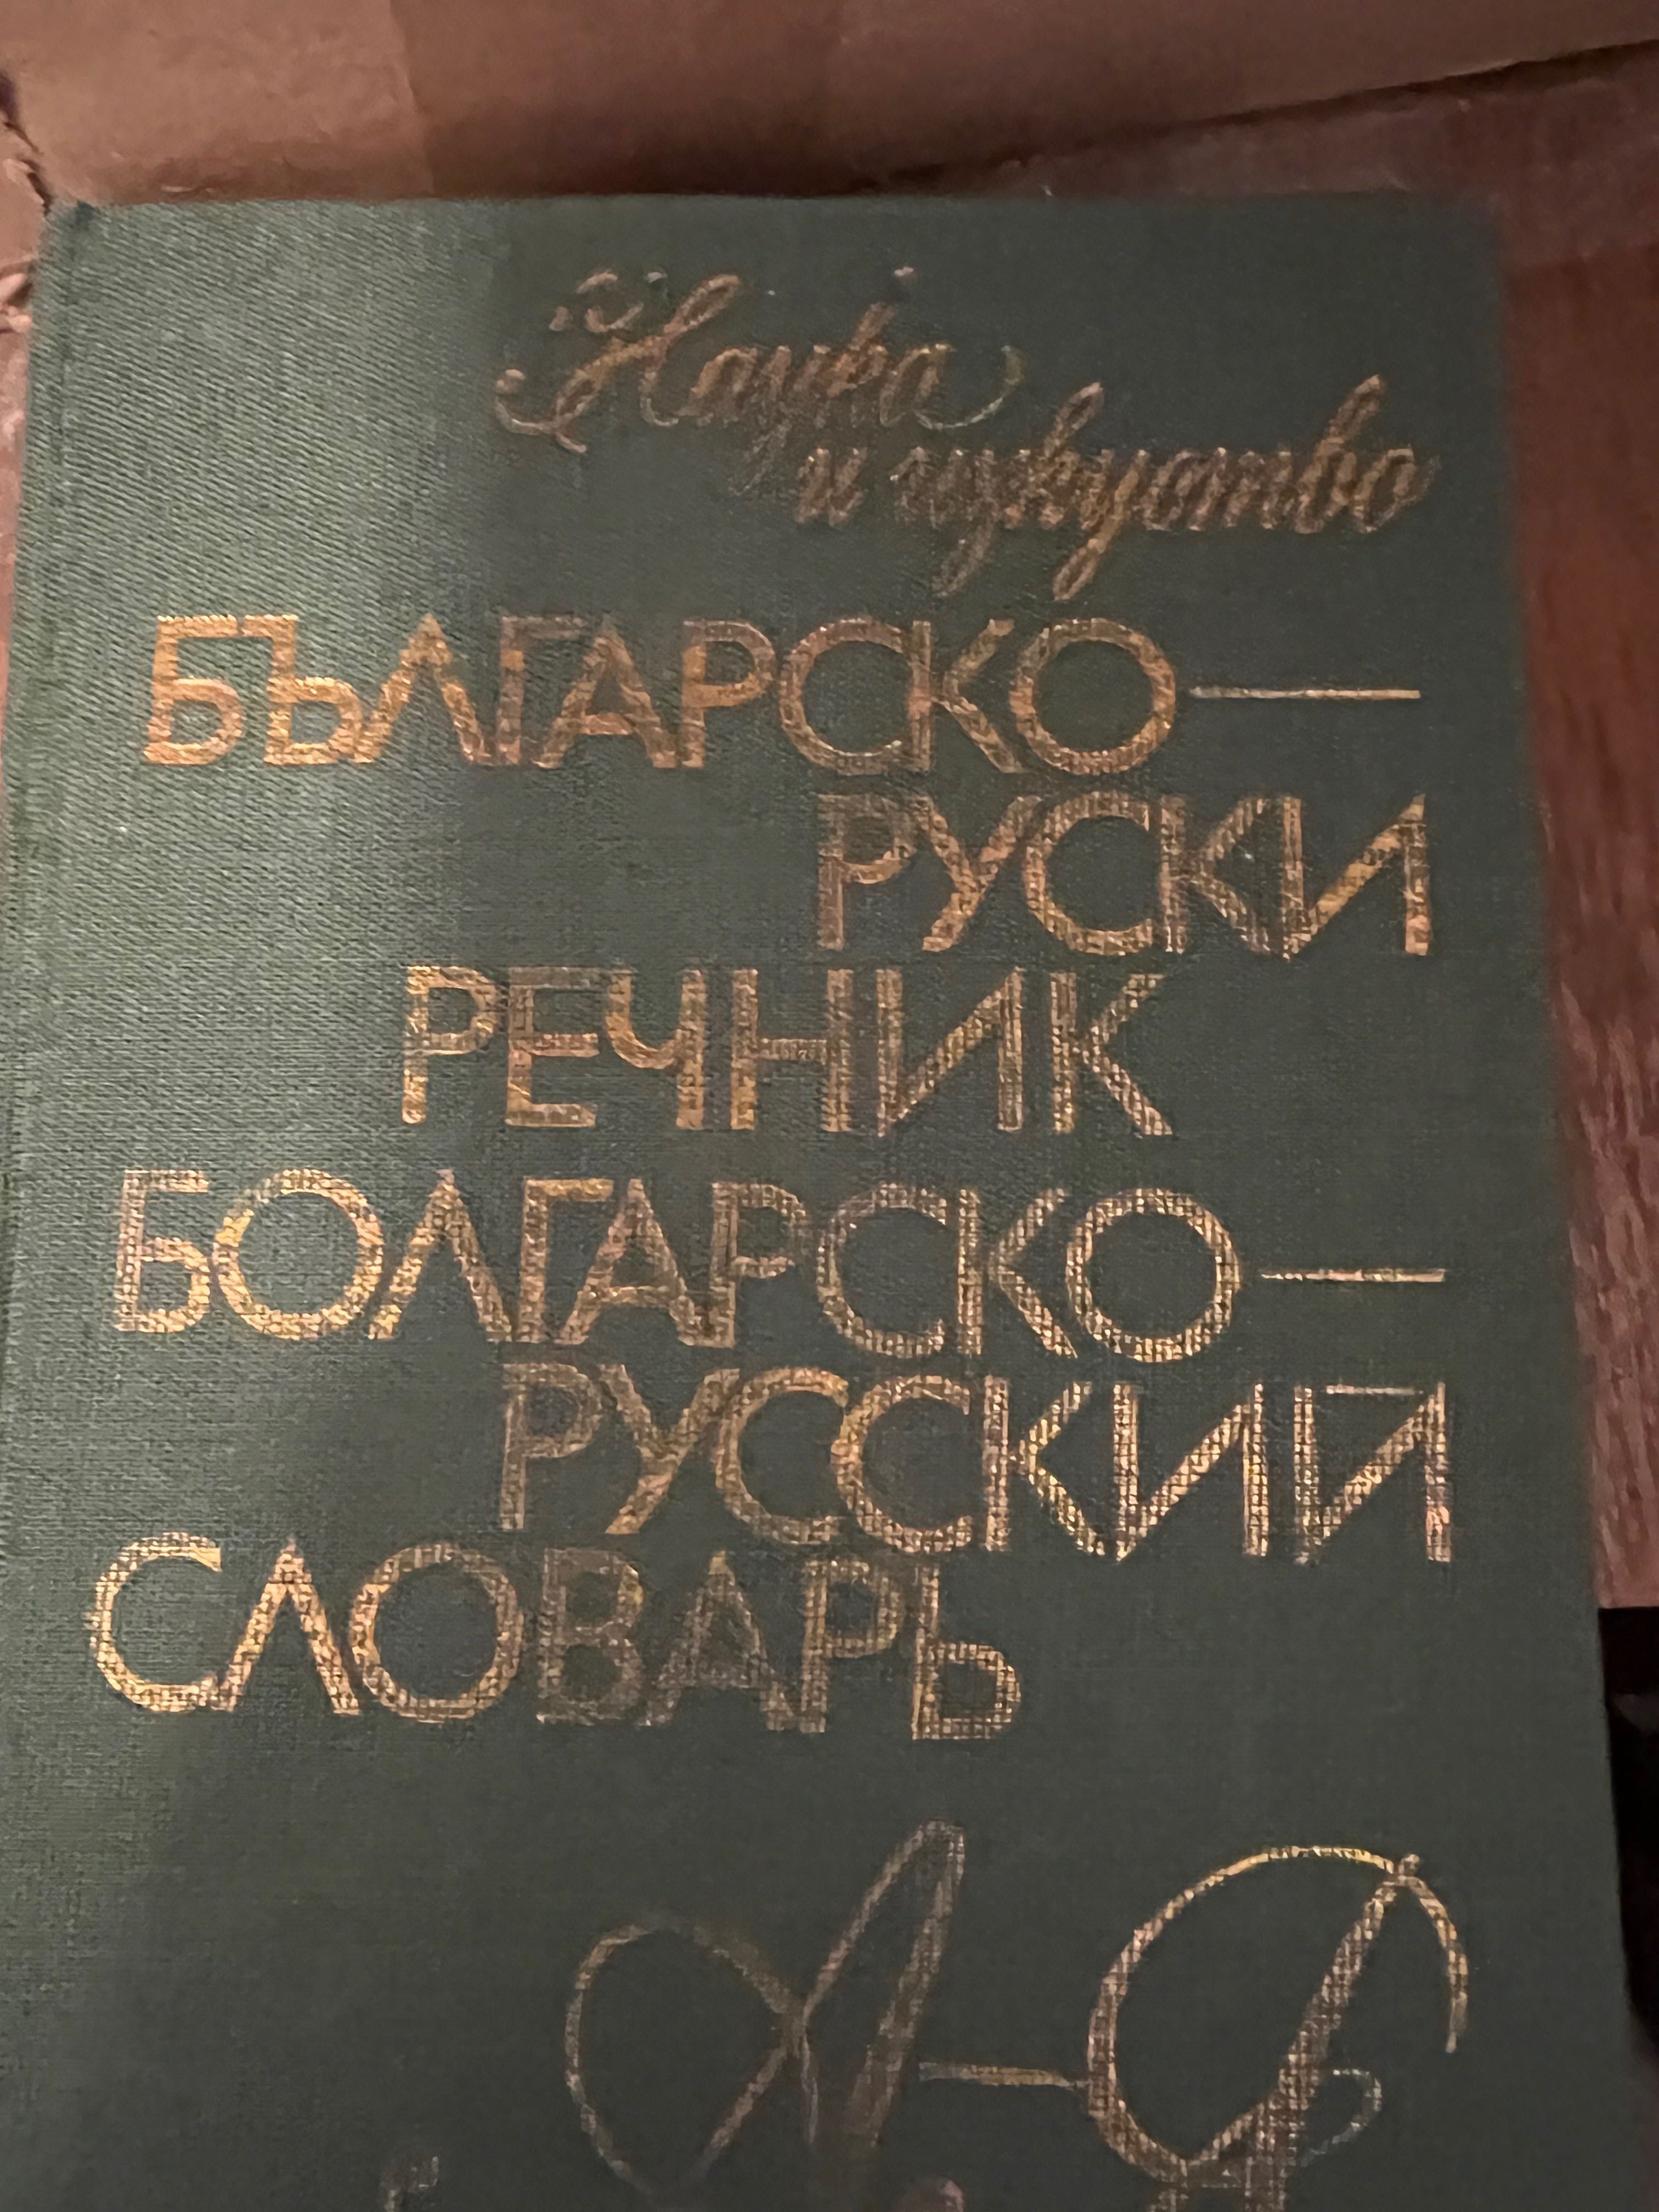 Наука
и изкуство
БЪЛГАРСКО—
РУСКИ
РЕЧНИК
БОЛГАРСКО—
РУССКИЙ
СЛОВАРЬ
А—Я